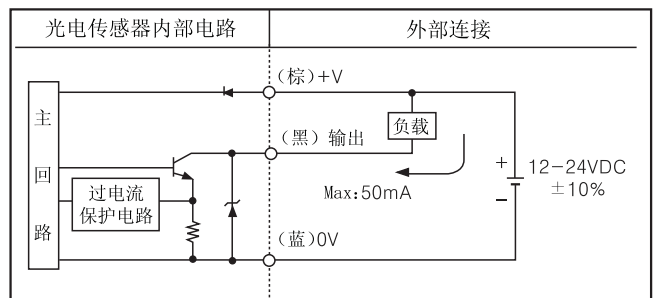 光电传感器内部电路
外部连接
(棕)+V
主
回
路
负载
(黑) 输出
过电流
保护电路
Max:50mA
+
12-24VDC
±10%
−
(蓝)0V